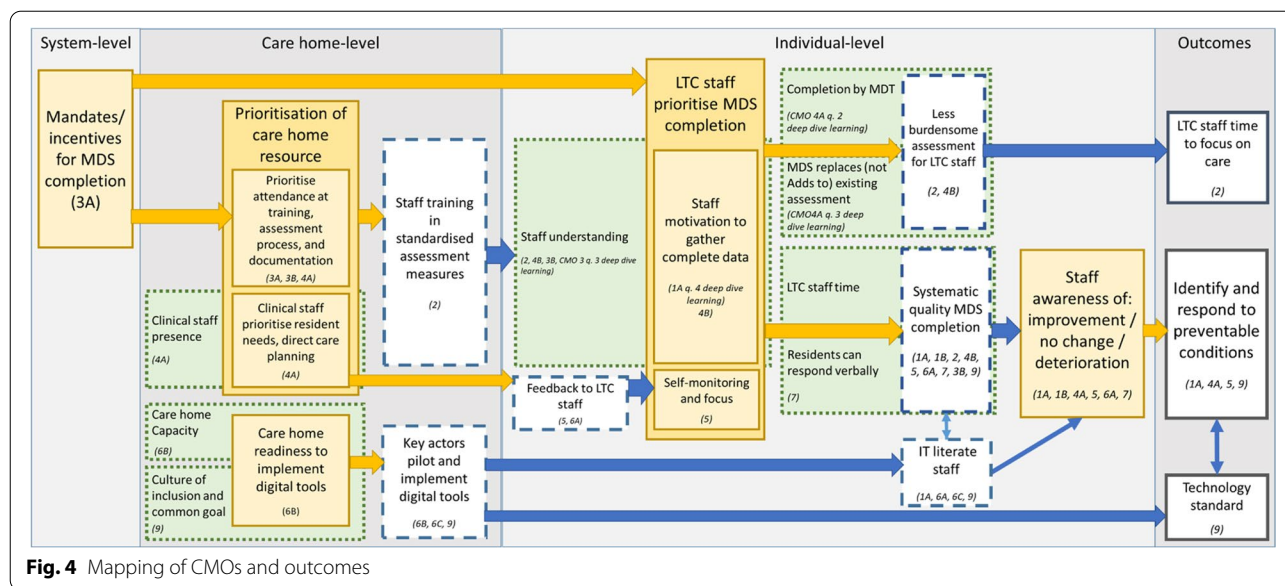 System-level
Care home-level
Individual-level
Outcomes
Mandates/
incentives
for MDS
completion
(3A)
Prioritisation of
care home
resource
Prioritise
attendance at
training,
assessment
process, and
documentation
(3A, 3B, 4A)
Clinical staff
prioritise resident
needs, direct care
planning
(4A)
Clinical staff
presence
(4A)
Care home
Capacity
(6B)
Culture of
inclusion and
common goal
(9)
Care home
readiness to
implement
digital tools
(6B)
Staff training
in
standardised
assessment
measures
(2)
Key actors
pilot and
implement
digital tools
(6B, 6C, 9)
Staff understanding
(2, 4B, 3B, CMO 3 q. 3 deep dive
learning)
Feedback to LTC
staff
(5, 6A)
LTC staff
prioritise MDS
completion
Staff
motivation to
gather
complete data
(1A q. 4 deep dive
learning)
4B)
Self-monitoring
and focus
(5)
Completion by MDT
(CMO 4A q. 2
deep dive learning)
MDS replaces (not
Adds to) existing
assessment
(CMO4A q. 3 deep
dive learning)
Less
burdensome
assessment
for LTC staff
(2, 4B)
LTC staff time
Residents can
respond verbally
(7)
Systematic
quality MDS
completion
(1A, 1B, 2, 4B,
5, 6A, 7, 3B, 9)
IT literate
staff
(1A, 6A, 6C, 9)
Staff
awareness of:
improvement /
no change /
deterioration
(1A, 1B, 4A, 5, 6A, 7)
LTC staff time
to focus on
care
(2)
Identify and
respond to
preventable
conditions
(1A, 4A, 5, 9)
Technology
standard
(9)
Fig. 4 Mapping of CMOs and outcomes